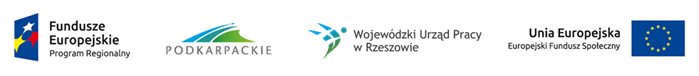 Fundusze
Europejskie
Program Regionalny
PODKARPACKIE
Wojewódzki Urząd Pracy
w Rzeszowie
Unia Europejska
Europejski Fundusz Społeczny